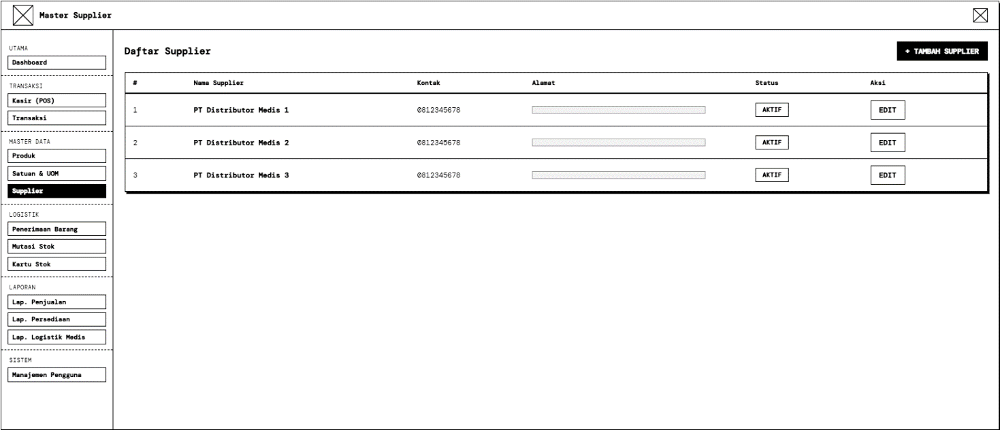 Master Supplier
UTAMA
Dashboard
TRANSAKSI
Kasir (POS)
Transaksi
MASTER DATA
Produk
Satuan & UOM
Supplier
LOGISTIK
Penerimaan Barang
Mutasi Stok
Kartu Stok
LAPORAN
Lap. Penjualan
Lap. Persediaan
Lap. Logistik Medis
SISTEM
Manajemen Pengguna
Daftar Supplier
+ TAMBAH SUPPLIER
# Nama Supplier Kontak Alamat Status Aksi
1 PT Distributor Medis 1 0812345678 AKTIF EDIT
2 PT Distributor Medis 2 0812345678 AKTIF EDIT
3 PT Distributor Medis 3 0812345678 AKTIF EDIT